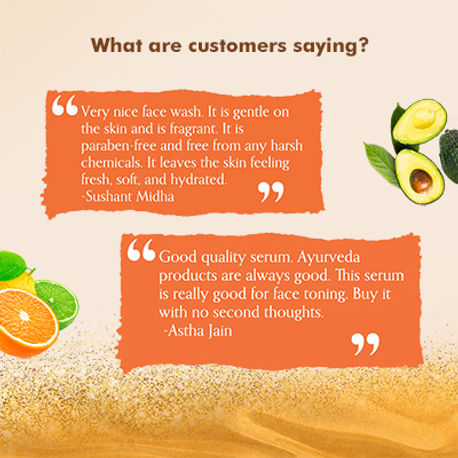 What are customers saying?
“Very nice face wash. It is gentle on
the skin and is fragrant. It is
paraben-free and free from any harsh
chemicals. It leaves the skin feeling
fresh, soft, and hydrated.
-Sushant Midha ”
“Good quality serum. Ayurveda
products are always good. This serum
is really good for face toning. Buy it
with no second thoughts.
-Astha Jain ”